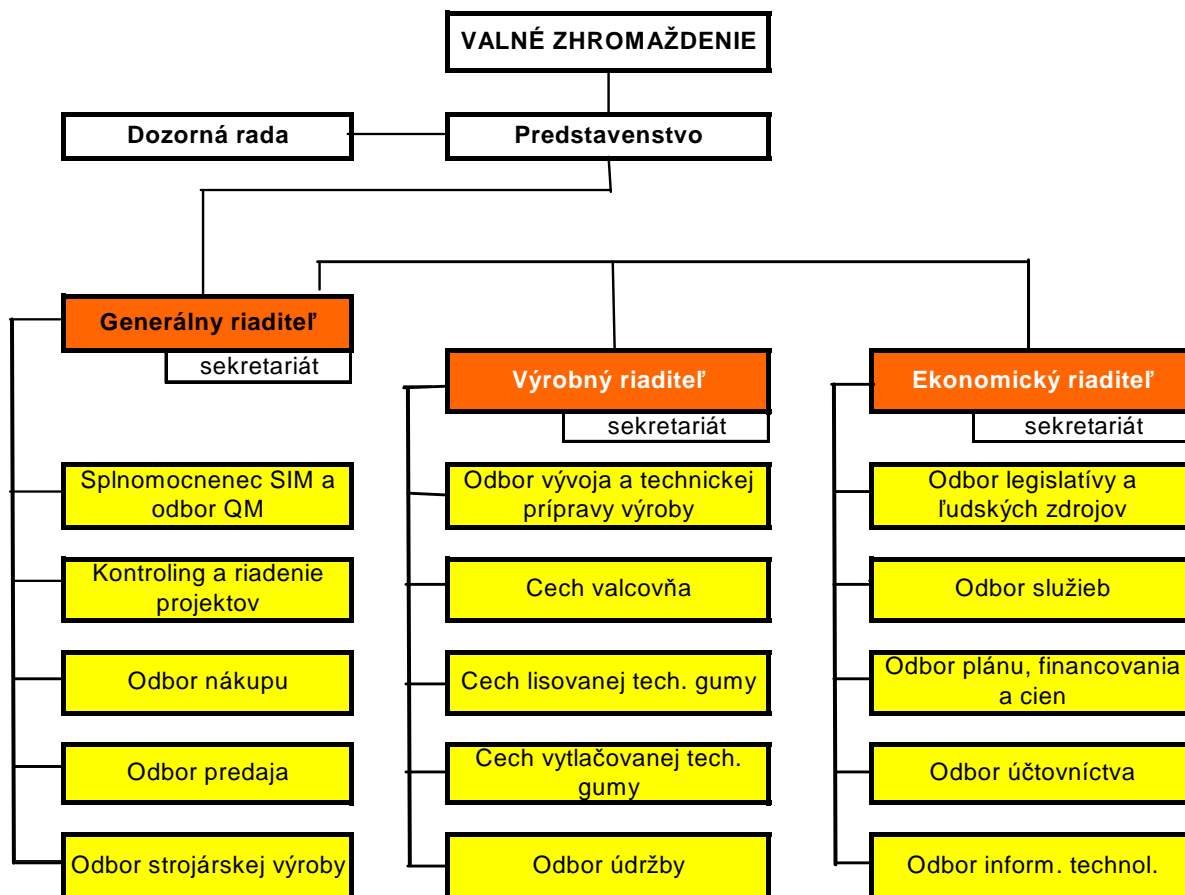 VALNÉ ZHROMAŽDENIE
Dozorná rada
Predstavenstvo
Generálny riaditeľ
sekretariát
Výrobný riaditeľ
sekretariát
Ekonomický riaditeľ
sekretariát
Splnomocnenec SIM a
odbor QM
Kontroling a riadenie
projektov
Odbor nákupu
Odbor predaja
Odbor strojárskej výroby
Odbor vývoja a technickej
prípravy výroby
Cech valcovňa
Cech lisovanej tech. gumy
Cech vytlačovanej tech.
gumy
Odbor údržby
Odbor legislatívy a
ľudských zdrojov
Odbor služieb
Odbor plánu, financovania
a cien
Odbor účtovníctva
Odbor inform. technol.